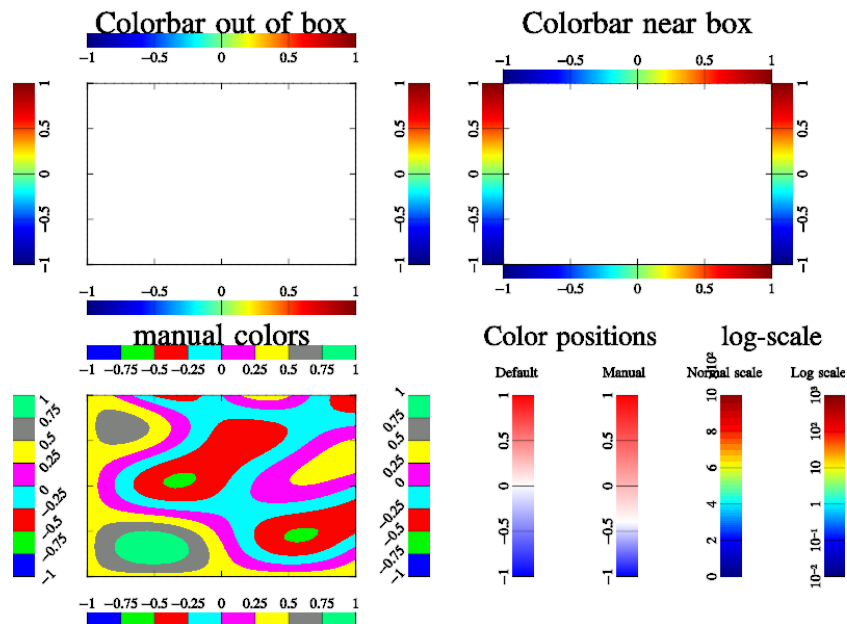 Colorbar out of box
−1 −0.5 0 0.5 1
−1 −0.5 0 0.5 1
−1 −0.5 0 0.5 1
−1 −0.5 0 0.5 1
Colorbar near box
−1 −0.5 0 0.5 1
−1 −0.5 0 0.5 1
−1 −0.5 0 0.5 1
−1 −0.5 0 0.5 1
manual colors
−1 −0.75 −0.5 −0.25 0 0.25 0.5 0.75 1
−1 −0.75 −0.5 −0.25 0 0.25 0.5 0.75 1
−1 −0.75 −0.5 −0.25 0 0.25 0.5 0.75 1
−1 −0.75 −0.5 −0.25 0 0.25 0.5 0.75 1
Color positions
Default
−1 −0.5 0 0.5 1
Manual
−1 −0.5 0 0.5 1
log-scale
Normal scale
0 2 4 6 8 10
Log scale
10⁻² 10⁻¹ 1 10 10² 10³